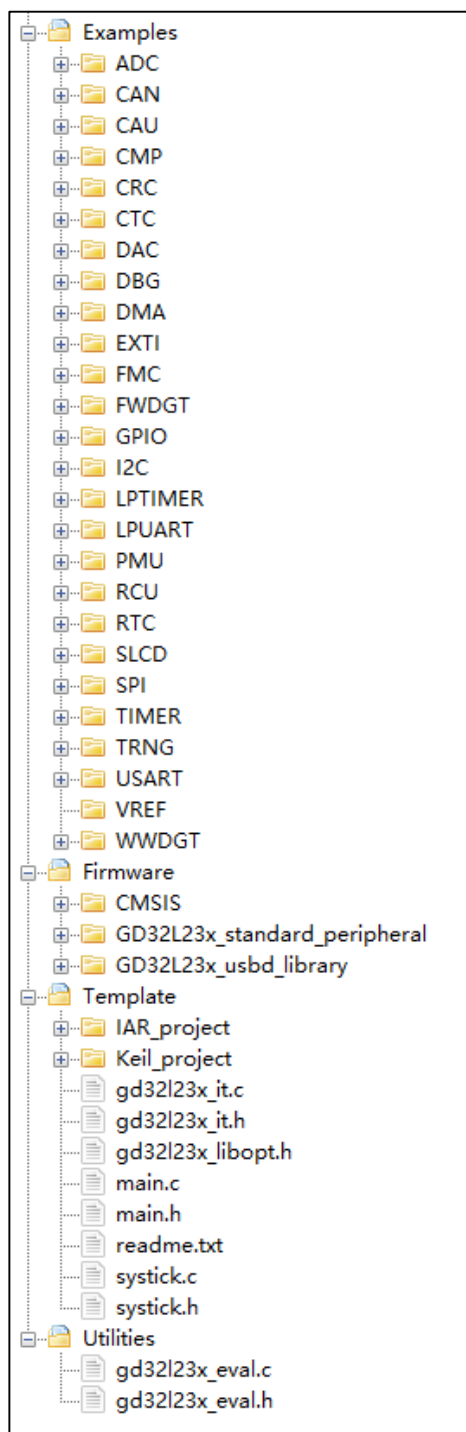 Examples
ADC
CAN
CAU
CMP
CRC
CTC
DAC
DBG
DMA
EXTI
FMC
FWDGT
GPIO
I2C
LPTIMER
LPUART
PMU
RCU
RTC
SLCD
SPI
TIMER
TRNG
USART
VREF
WWDGT
Firmware
CMSIS
GD32L23x_standard_peripheral
GD32L23x_usbd_library
Template
IAR_project
Keil_project
gd32l23x_it.c
gd32l23x_it.h
gd32l23x_libopt.h
main.c
main.h
readme.txt
systick.c
systick.h
Utilities
gd32l23x_eval.c
gd32l23x_eval.h